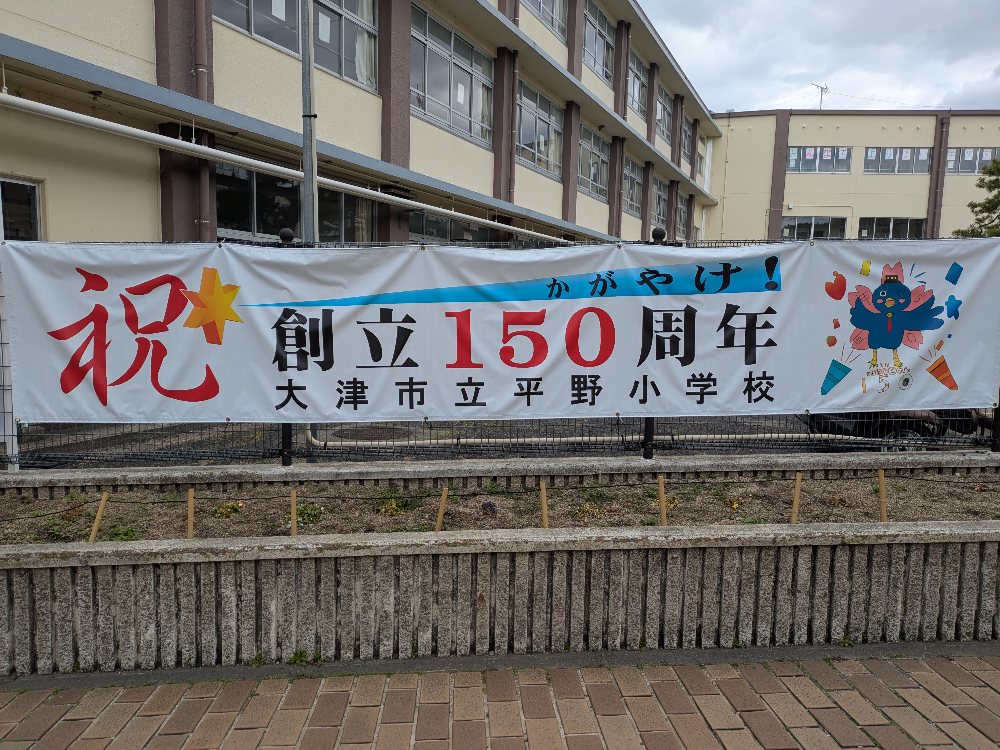 祝
かがやけ!
創立150周年
大津市立平野小学校